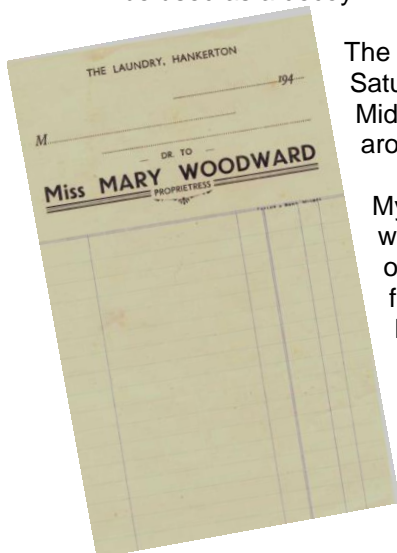 THE LAUNDRY, HANKERTON
194
M
DR. TO
Miss MARY WOODWARD
PROPRIETRESS
The
Satu
Mid
aro
My
w
o
f